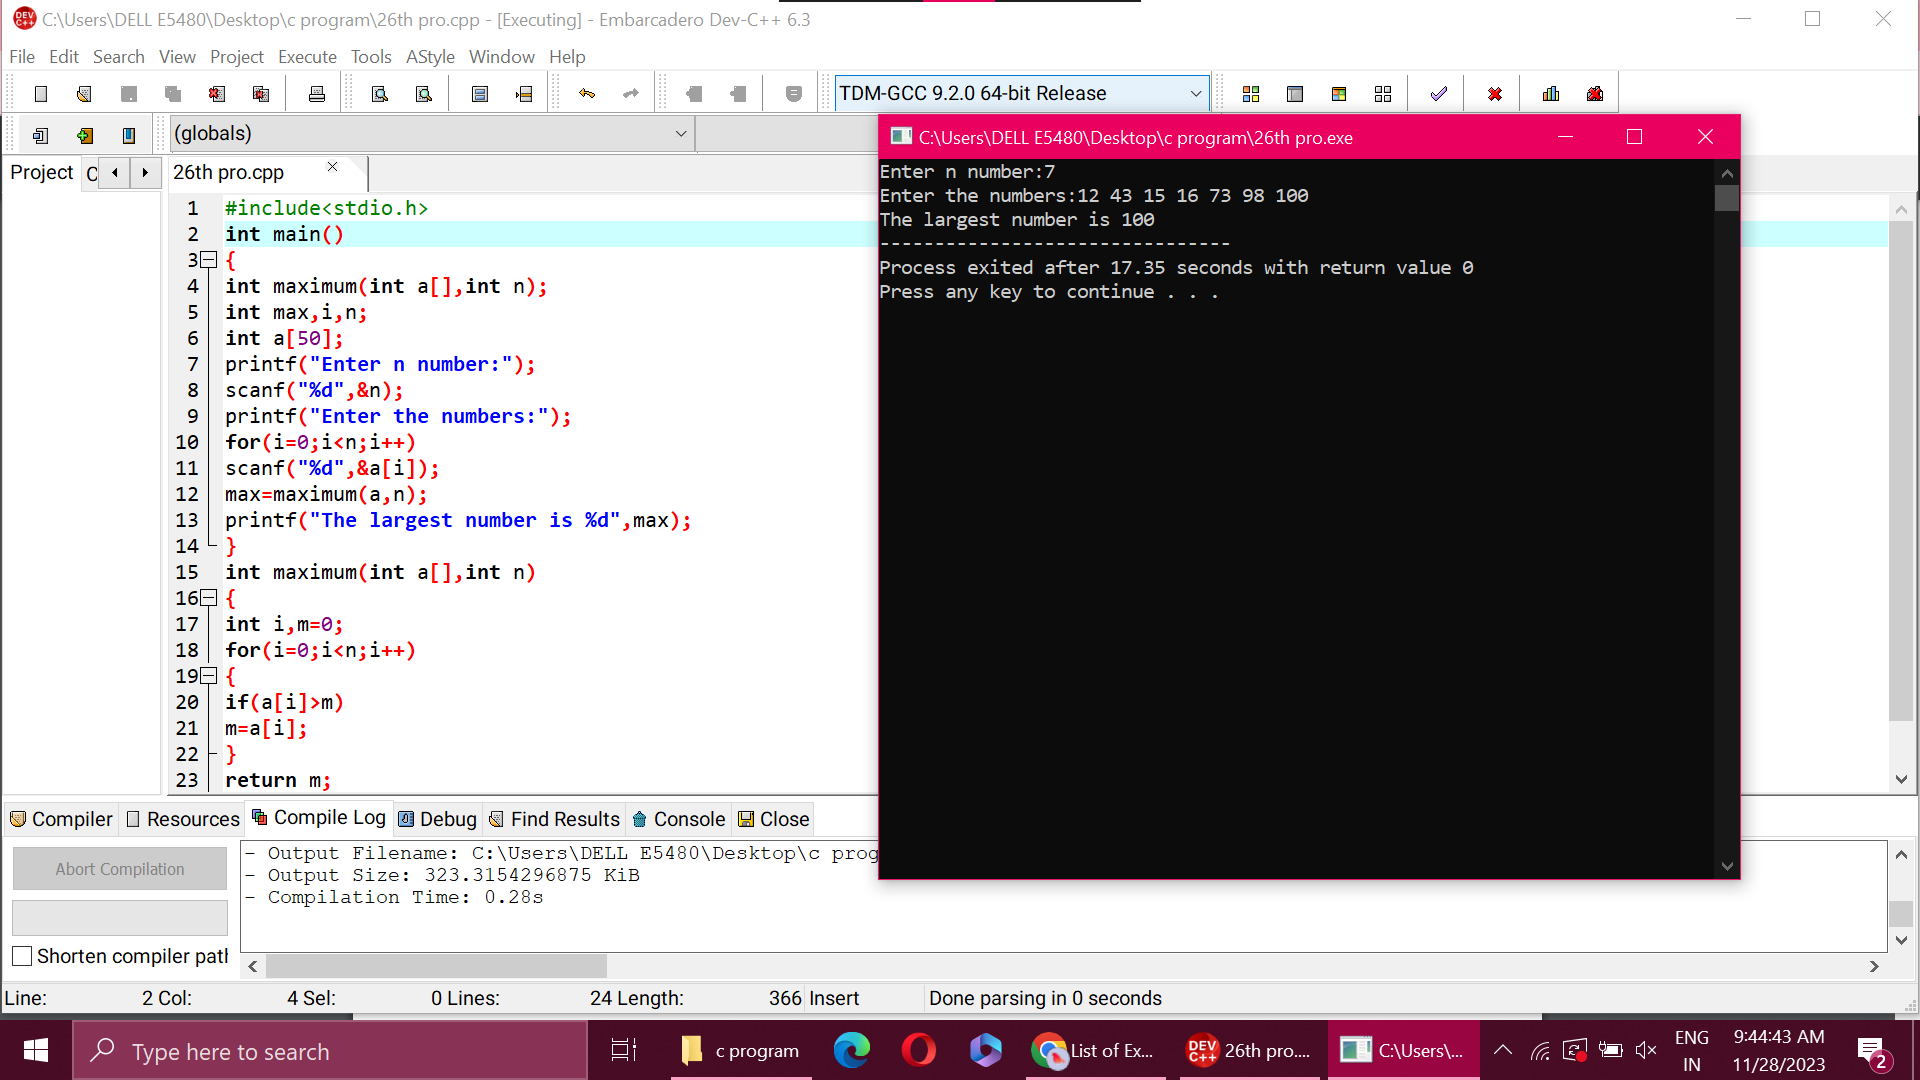 C:\Users\DELL E5480\Desktop\c program\26th pro.cpp - [Executing] - Embarcadero Dev-C++ 6.3
File Edit Search View Project Execute Tools AStyle Window Help
TDM-GCC 9.2.0 64-bit Release
(globals)
Project C
26th pro.cpp
1 #include<stdio.h>
2 int main()
3 {
4 int maximum(int a[],int n);
5 int max,i,n;
6 int a[50];
7 printf("Enter n number:");
8 scanf("%d",&n);
9 printf("Enter the numbers:");
10 for(i=0;i<n;i++)
11 scanf("%d",&a[i]);
12 max=maximum(a,n);
13 printf("The largest number is %d",max);
14 }
15 int maximum(int a[],int n)
16 {
17 int i,m=0;
18 for(i=0;i<n;i++)
19 {
20 if(a[i]>m)
21 m=a[i];
22 }
23 return m;
C:\Users\DELL E5480\Desktop\c program\26th pro.exe
Enter n number:7
Enter the numbers:12 43 15 16 73 98 100
The largest number is 100
--------------------------------
Process exited after 17.35 seconds with return value 0
Press any key to continue . . .
Compiler Resources Compile Log Debug Find Results Console Close
Abort Compilation
Shorten compiler path
- Output Filename: C:\Users\DELL E5480\Desktop\c prog
- Output Size: 323.3154296875 KiB
- Compilation Time: 0.28s
Line: 2 Col: 4 Sel: 0 Lines: 24 Length: 366 Insert Done parsing in 0 seconds
Type here to search
c program
List of Ex...
DEV C++ 26th pro....
C:\Users\...
ENG
IN
9:44:43 AM
11/28/2023
2